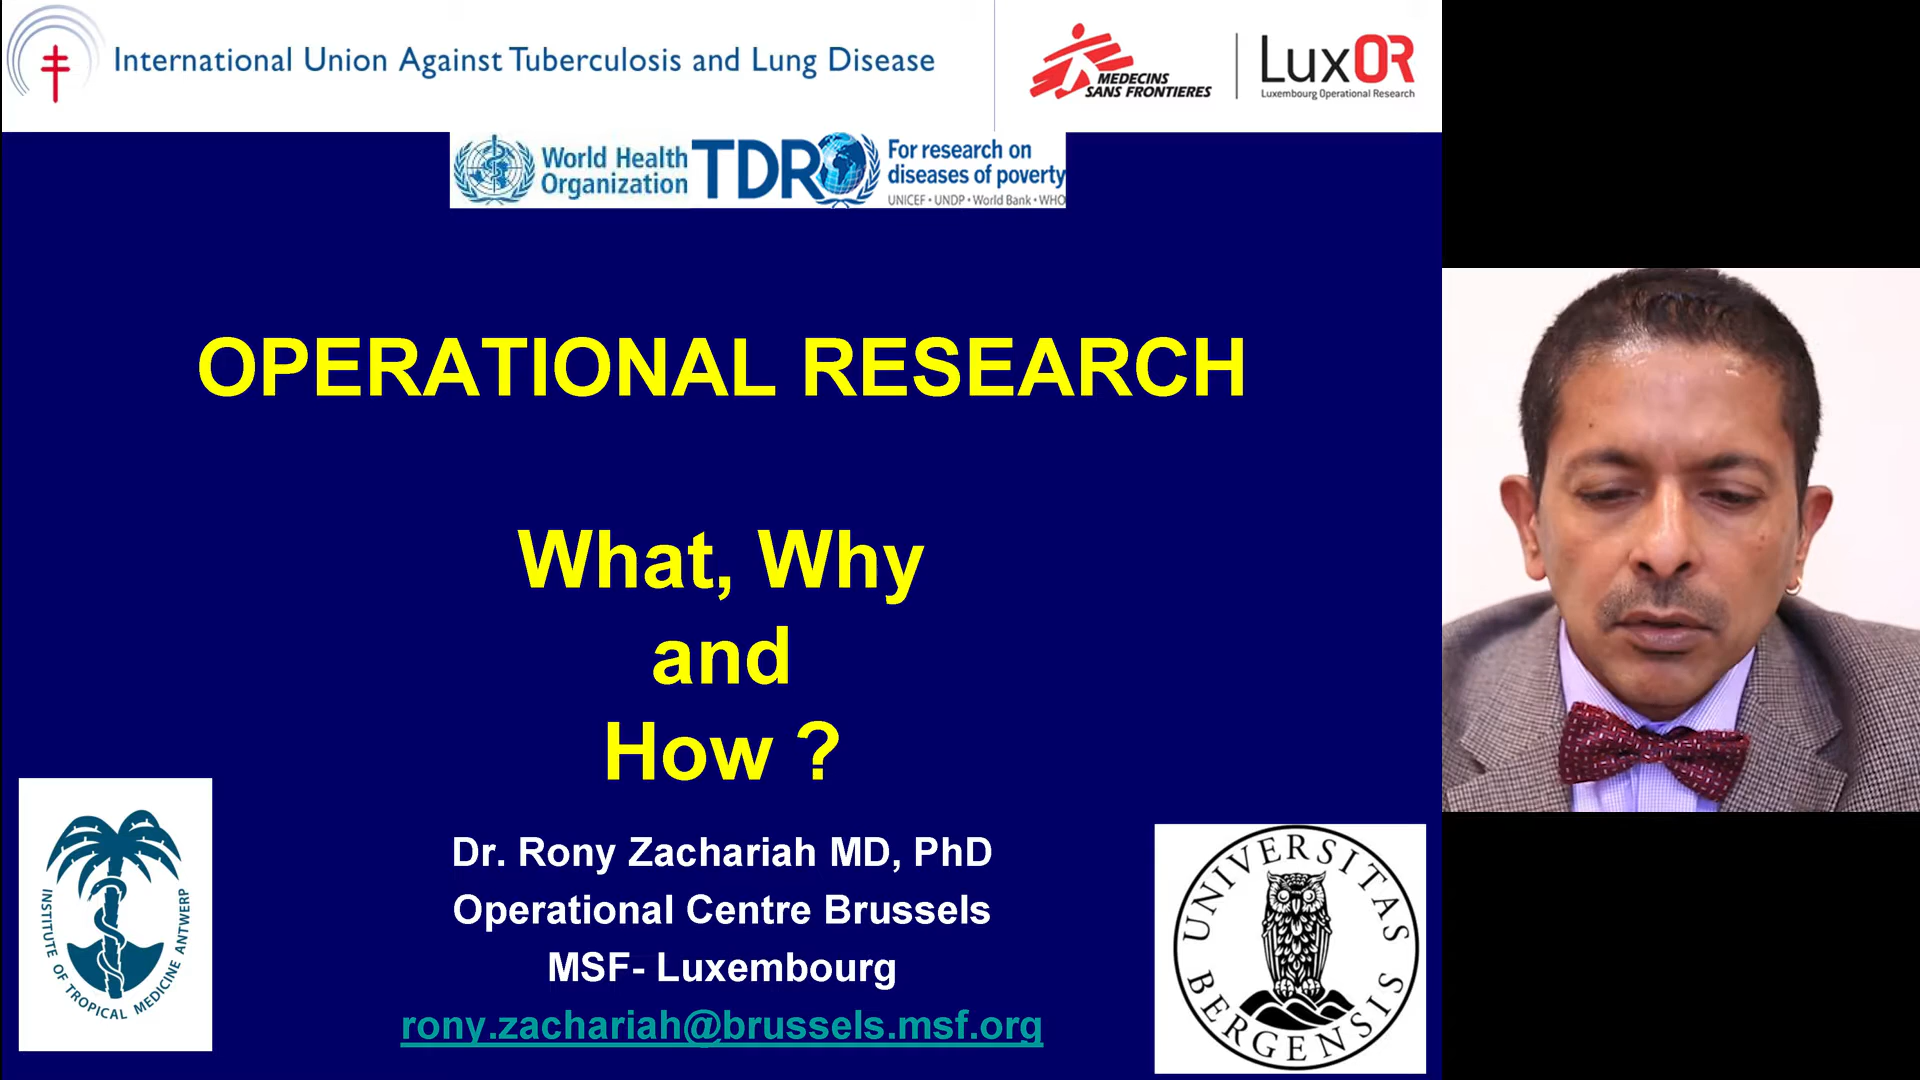 International Union Against Tuberculosis and Lung Disease
MEDECINS
SANS FRONTIERES
LuxOR
Luxembourg Operational Research
World Health
Organization
TDR
For research on
diseases of poverty
UNICEF • UNDP • World Bank • WHO
OPERATIONAL RESEARCH
What, Why
and
How ?
Dr. Rony Zachariah MD, PhD
Operational Centre Brussels
MSF- Luxembourg
rony.zachariah@brussels.msf.org
INSTITUTE OF TROPICAL MEDICINE ANTWERP
UNIVERSITAS
BERGENSIS